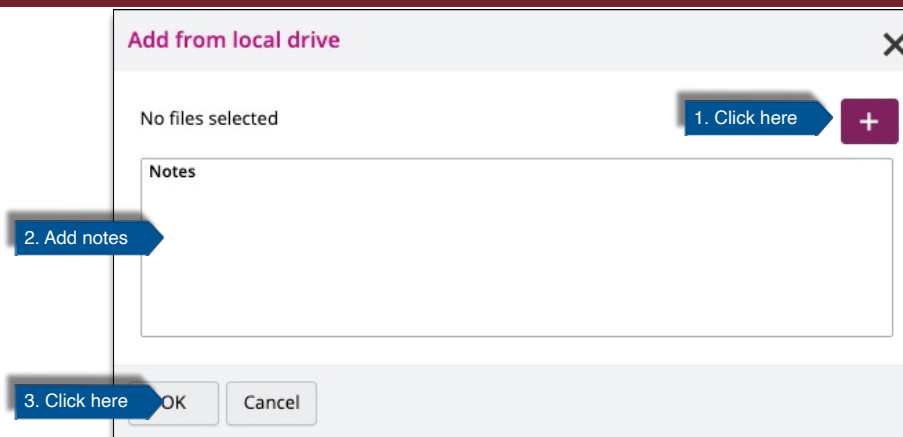 Add from local drive
No files selected
1. Click here
+
Notes
2. Add notes
3. Click here
OK
Cancel